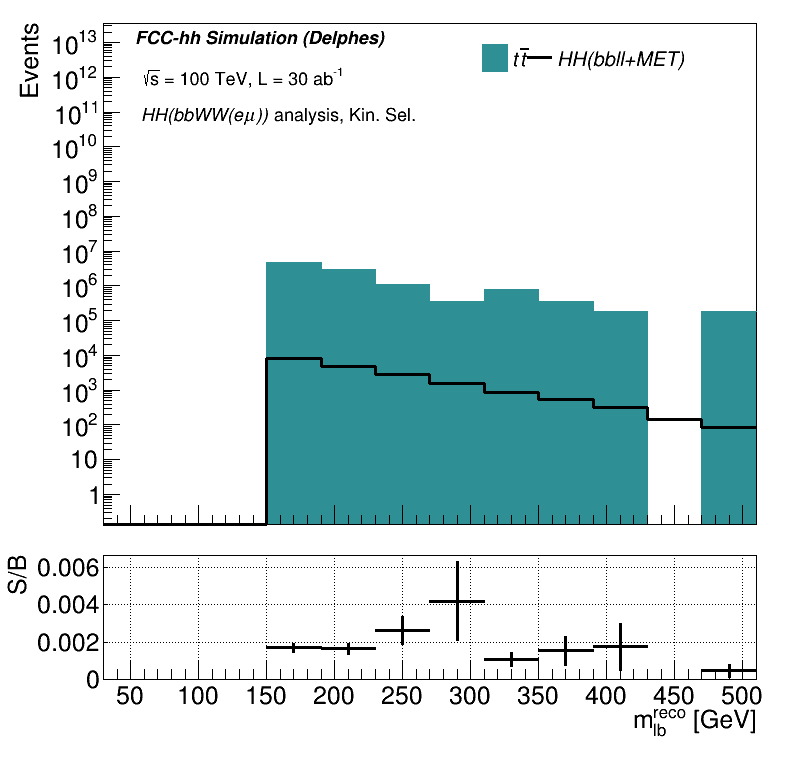 FCC-hh Simulation (Delphes)
√s = 100 TeV, L = 30 ab⁻¹
HH(bbWW(eμ)) analysis, Kin. Sel.
tt̅ HH(bbll+MET)
Events
10¹³
10¹²
10¹¹
10¹⁰
10⁹
10⁸
10⁷
10⁶
10⁵
10⁴
10³
10²
10
1
S/B
0.006
0.004
0.002
0
50 100 150 200 250 300 350 400 450 500
m_lb^reco [GeV]